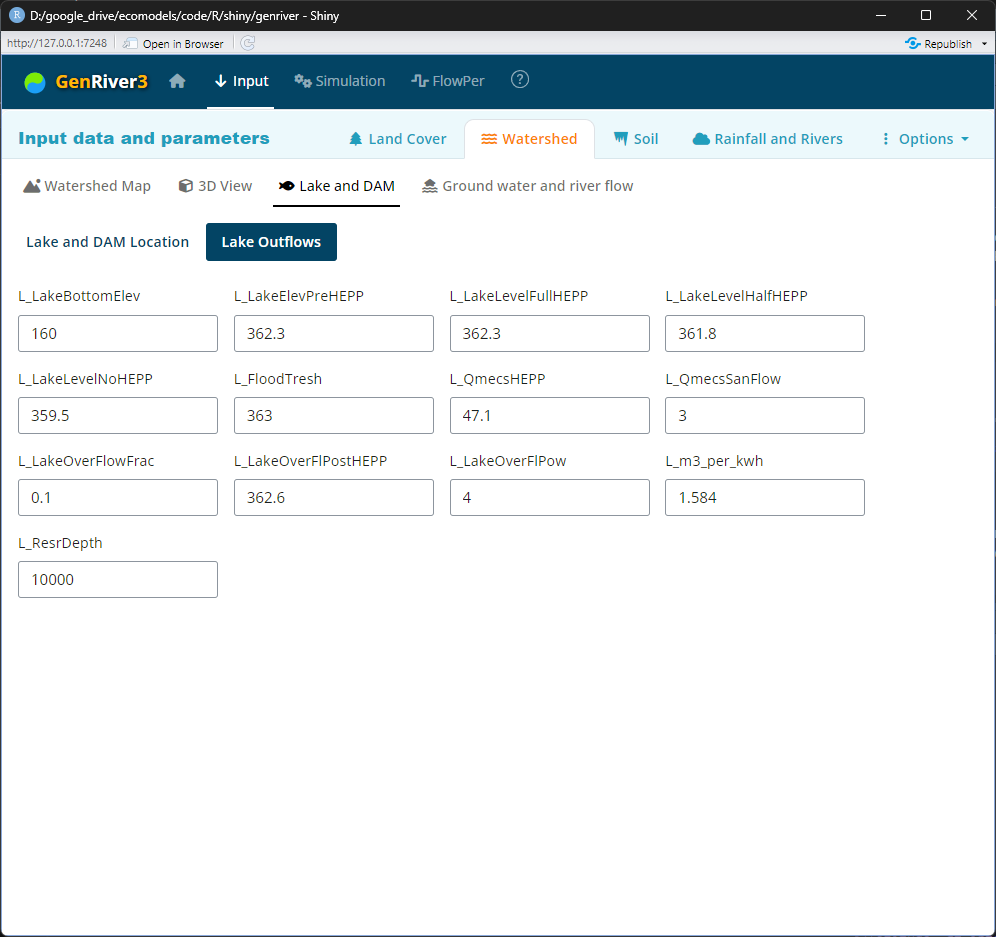 D:/google_drive/ecomodels/code/R/shiny/genriver - Shiny
http://127.0.0.1:7248 Open in Browser Republish
GenRiver3 Input Simulation FlowPer ?
Input data and parameters Land Cover Watershed Soil Rainfall and Rivers Options
Watershed Map 3D View Lake and DAM Ground water and river flow
Lake and DAM Location Lake Outflows
L_LakeBottomElev L_LakeElevPreHEPP L_LakeLevelFullHEPP L_LakeLevelHalfHEPP
160 362.3 362.3 361.8
L_LakeLevelNoHEPP L_FloodTresh L_QmecsHEPP L_QmecsSanFlow
359.5 363 47.1 3
L_LakeOverFlowFrac L_LakeOverFlPostHEPP L_LakeOverFlPow L_m3_per_kwh
0.1 362.6 4 1.584
L_ResrDepth
10000